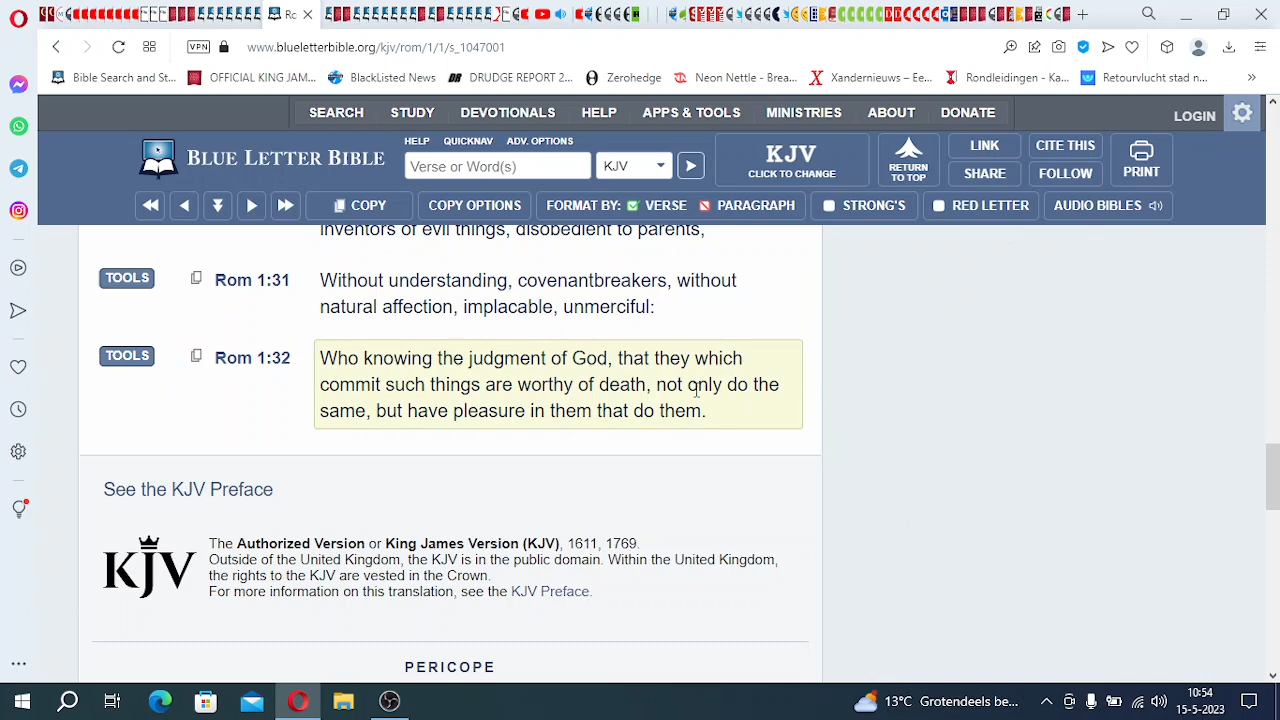 Rc
www.blueletterbible.org/kjv/rom/1/1/s_1047001
VPN
Bible Search and St...
OFFICIAL KING JAM...
BlackListed News
DRUDGE REPORT 2...
Zerohedge
Neon Nettle - Brea...
Xandernieuws – Ee...
Rondleidingen - Ka...
Retourvlucht stad n...
»
SEARCH
STUDY
DEVOTIONALS
HELP
APPS & TOOLS
MINISTRIES
ABOUT
DONATE
LOGIN
BLUE LETTER BIBLE
HELP
QUICKNAV
ADV. OPTIONS
Verse or Word(s)
KJV
KJV
CLICK TO CHANGE
RETURN
TO TOP
LINK
CITE THIS
SHARE
FOLLOW
PRINT
COPY
COPY OPTIONS
FORMAT BY:
VERSE
PARAGRAPH
STRONG'S
RED LETTER
AUDIO BIBLES
inventors of evil things, disobedient to parents,
TOOLS
Rom 1:31
Without understanding, covenantbreakers, without
natural affection, implacable, unmerciful:
TOOLS
Rom 1:32
Who knowing the judgment of God, that they which
commit such things are worthy of death, not only do the
same, but have pleasure in them that do them.
See the KJV Preface
KJV
The Authorized Version or King James Version (KJV), 1611, 1769.
Outside of the United Kingdom, the KJV is in the public domain. Within the United Kingdom,
the rights to the KJV are vested in the Crown.
For more information on this translation, see the KJV Preface.
PERICOPE
13°C Grotendeels be...
10:54
15-5-2023